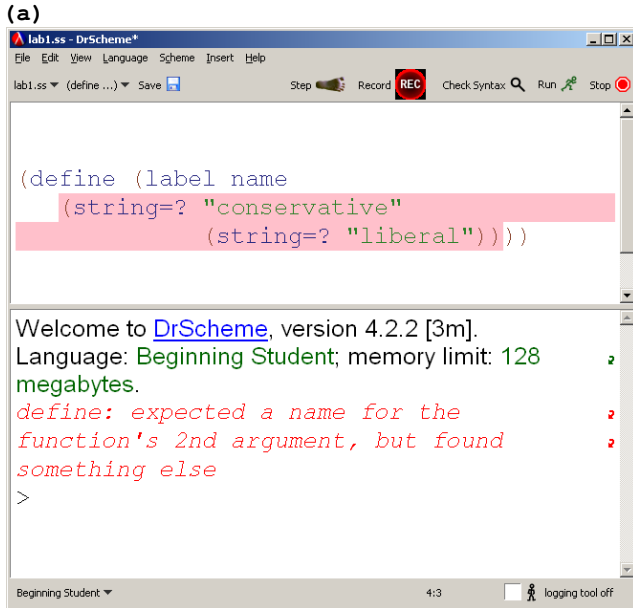 (a)
lab1.ss - DrScheme*
File Edit View Language Scheme Insert Help
lab1.ss (define ...) Save Step Record REC Check Syntax Run Stop
(define (label name
(string=? "conservative"
(string=? "liberal"))))
Welcome to DrScheme, version 4.2.2 [3m].
Language: Beginning Student; memory limit: 128
megabytes.
define: expected a name for the
function's 2nd argument, but found
something else
>
Beginning Student 4:3 logging tool off